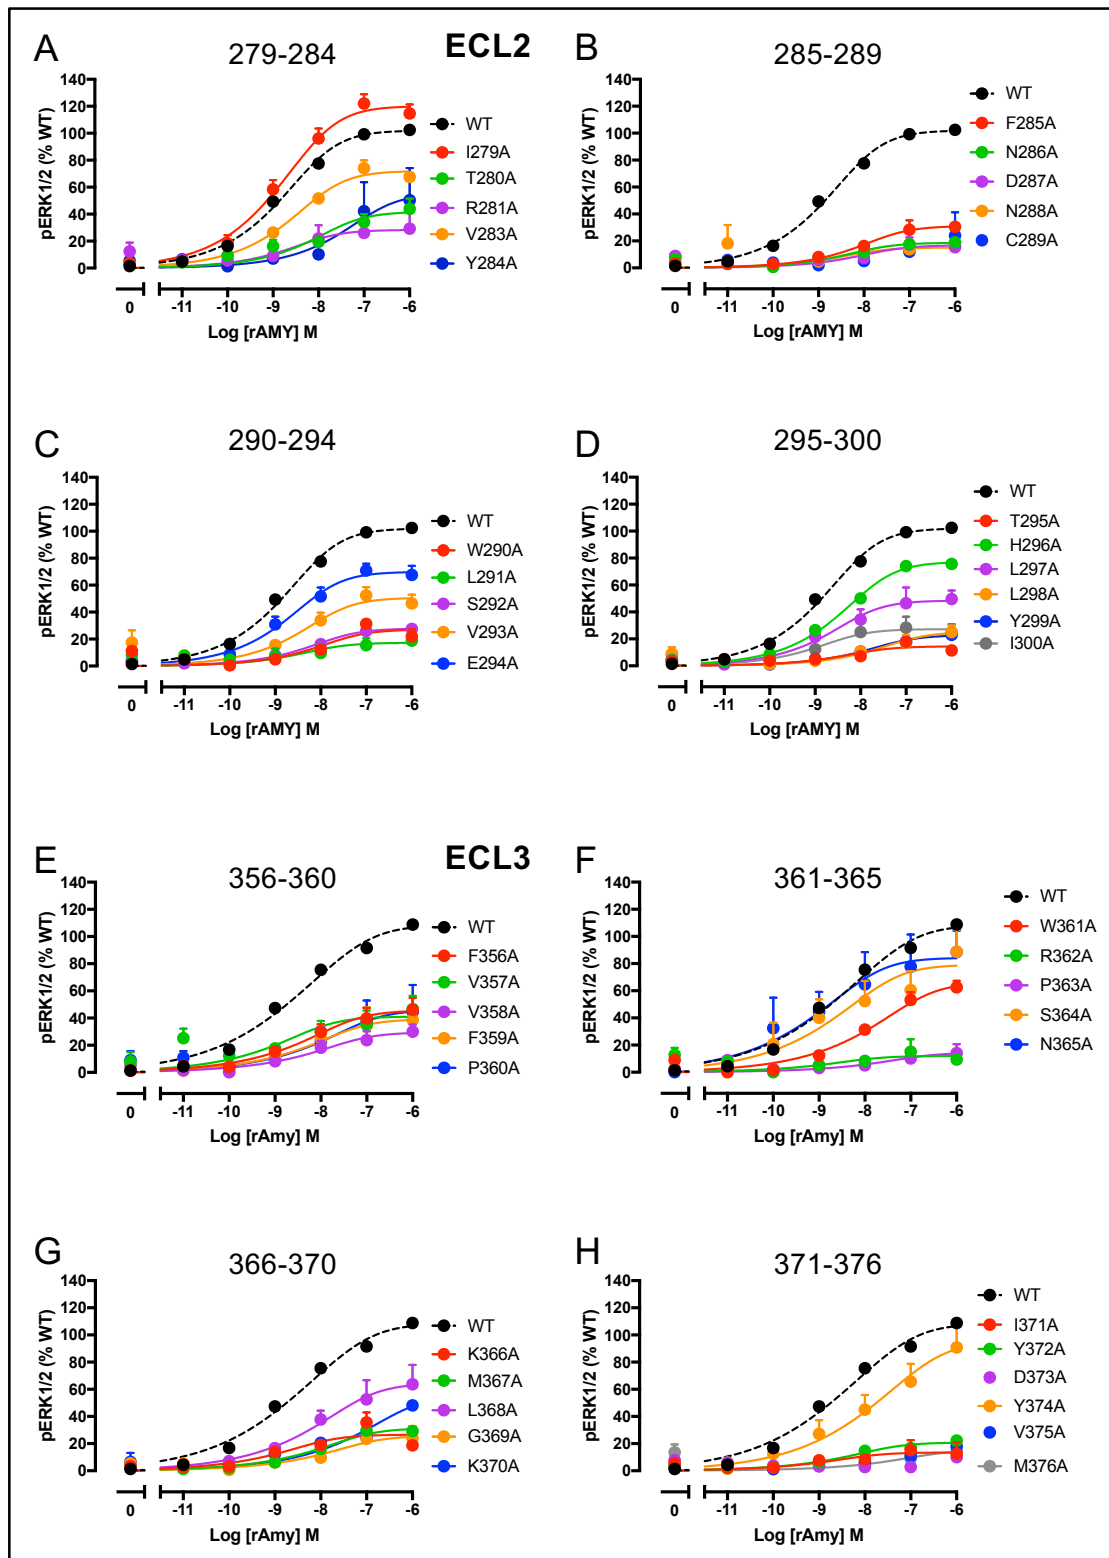 A
ECL2
279-284
pERK1/2 (% WT)
140
120
100
80
60
40
20
0
0
-11
-10
-9
-8
-7
-6
Log [rAMY] M
WT
I279A
T280A
R281A
V283A
Y284A
B
285-289
pERK1/2 (% WT)
140
120
100
80
60
40
20
0
0
-11
-10
-9
-8
-7
-6
Log [rAMY] M
WT
F285A
N286A
D287A
N288A
C289A
C
290-294
pERK1/2 (% WT)
140
120
100
80
60
40
20
0
0
-11
-10
-9
-8
-7
-6
Log [rAMY] M
WT
W290A
L291A
S292A
V293A
E294A
D
295-300
pERK1/2 (% WT)
140
120
100
80
60
40
20
0
0
-11
-10
-9
-8
-7
-6
Log [rAMY] M
WT
T295A
H296A
L297A
L298A
Y299A
I300A
E
ECL3
356-360
pERK1/2 (% WT)
140
120
100
80
60
40
20
0
0
-11
-10
-9
-8
-7
-6
Log [rAmy] M
WT
F356A
V357A
V358A
F359A
P360A
F
361-365
pERK1/2 (% WT)
140
120
100
80
60
40
20
0
0
-11
-10
-9
-8
-7
-6
Log [rAmy] M
WT
W361A
R362A
P363A
S364A
N365A
G
366-370
pERK1/2 (% WT)
140
120
100
80
60
40
20
0
0
-11
-10
-9
-8
-7
-6
Log [rAmy] M
WT
K366A
M367A
L368A
G369A
K370A
H
371-376
pERK1/2 (% WT)
140
120
100
80
60
40
20
0
0
-11
-10
-9
-8
-7
-6
Log [rAmy] M
WT
I371A
Y372A
D373A
Y374A
V375A
M376A